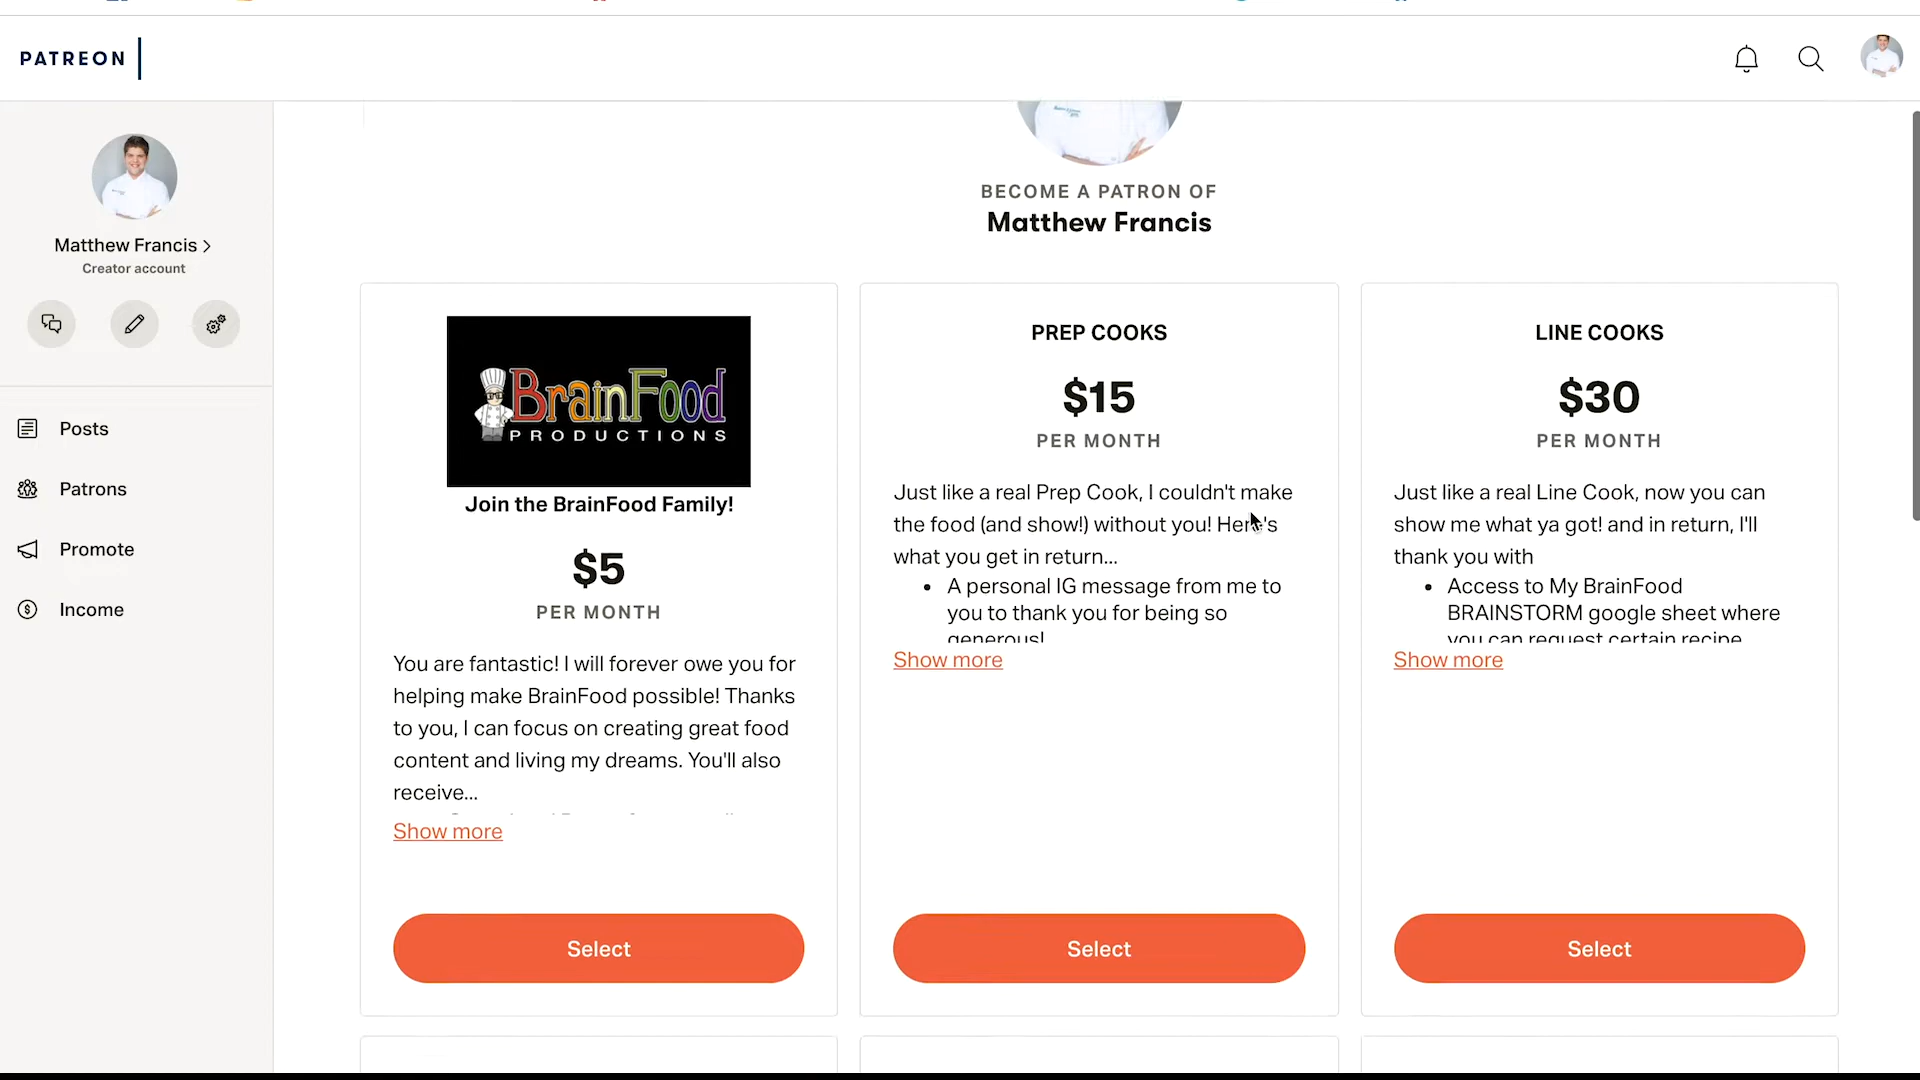 PATREON
Matthew Francis
Creator account
Posts
Patrons
Promote
Income
BECOME A PATRON OF
Matthew Francis
BrainFood
PRODUCTIONS
Join the BrainFood Family!
$5
PER MONTH
You are fantastic! I will forever owe you for
helping make BrainFood possible! Thanks
to you, I can focus on creating great food
content and living my dreams. You'll also
receive...
Show more
Select
PREP COOKS
$15
PER MONTH
Just like a real Prep Cook, I couldn't make
the food (and show!) without you! Here's
what you get in return...
• A personal IG message from me to
you to thank you for being so
generous!
Show more
Select
LINE COOKS
$30
PER MONTH
Just like a real Line Cook, now you can
show me what ya got! and in return, I'll
thank you with
• Access to My BrainFood
BRAINSTORM google sheet where
you can request certain recipe
Show more
Select